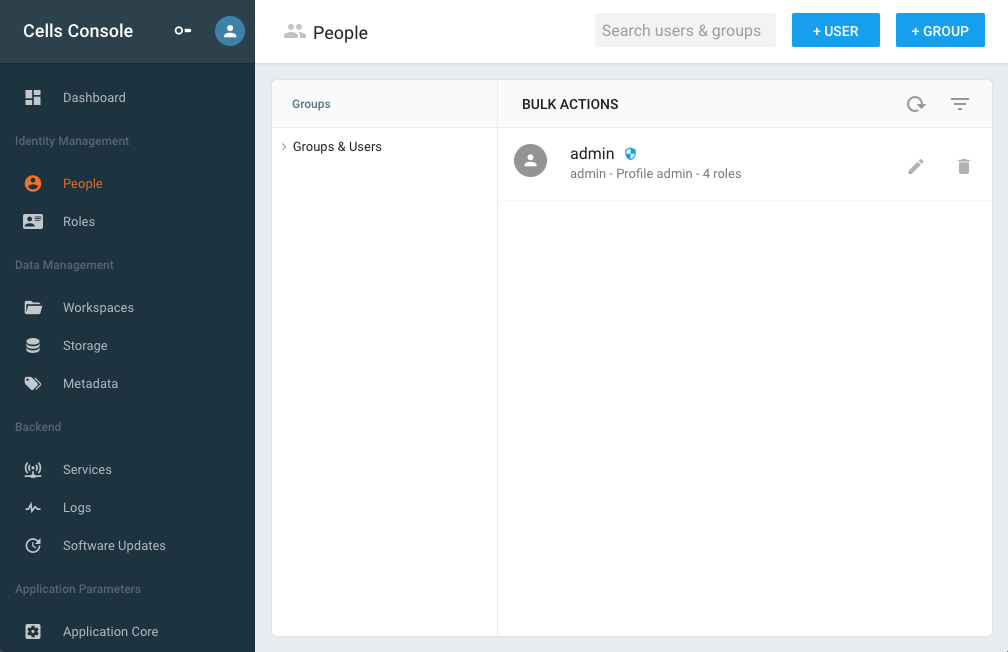 Cells Console
Dashboard
Identity Management
People
Roles
Data Management
Workspaces
Storage
Metadata
Backend
Services
Logs
Software Updates
Application Parameters
Application Core
People
Search users & groups
+ USER
+ GROUP
Groups
Groups & Users
BULK ACTIONS
admin
admin - Profile admin - 4 roles